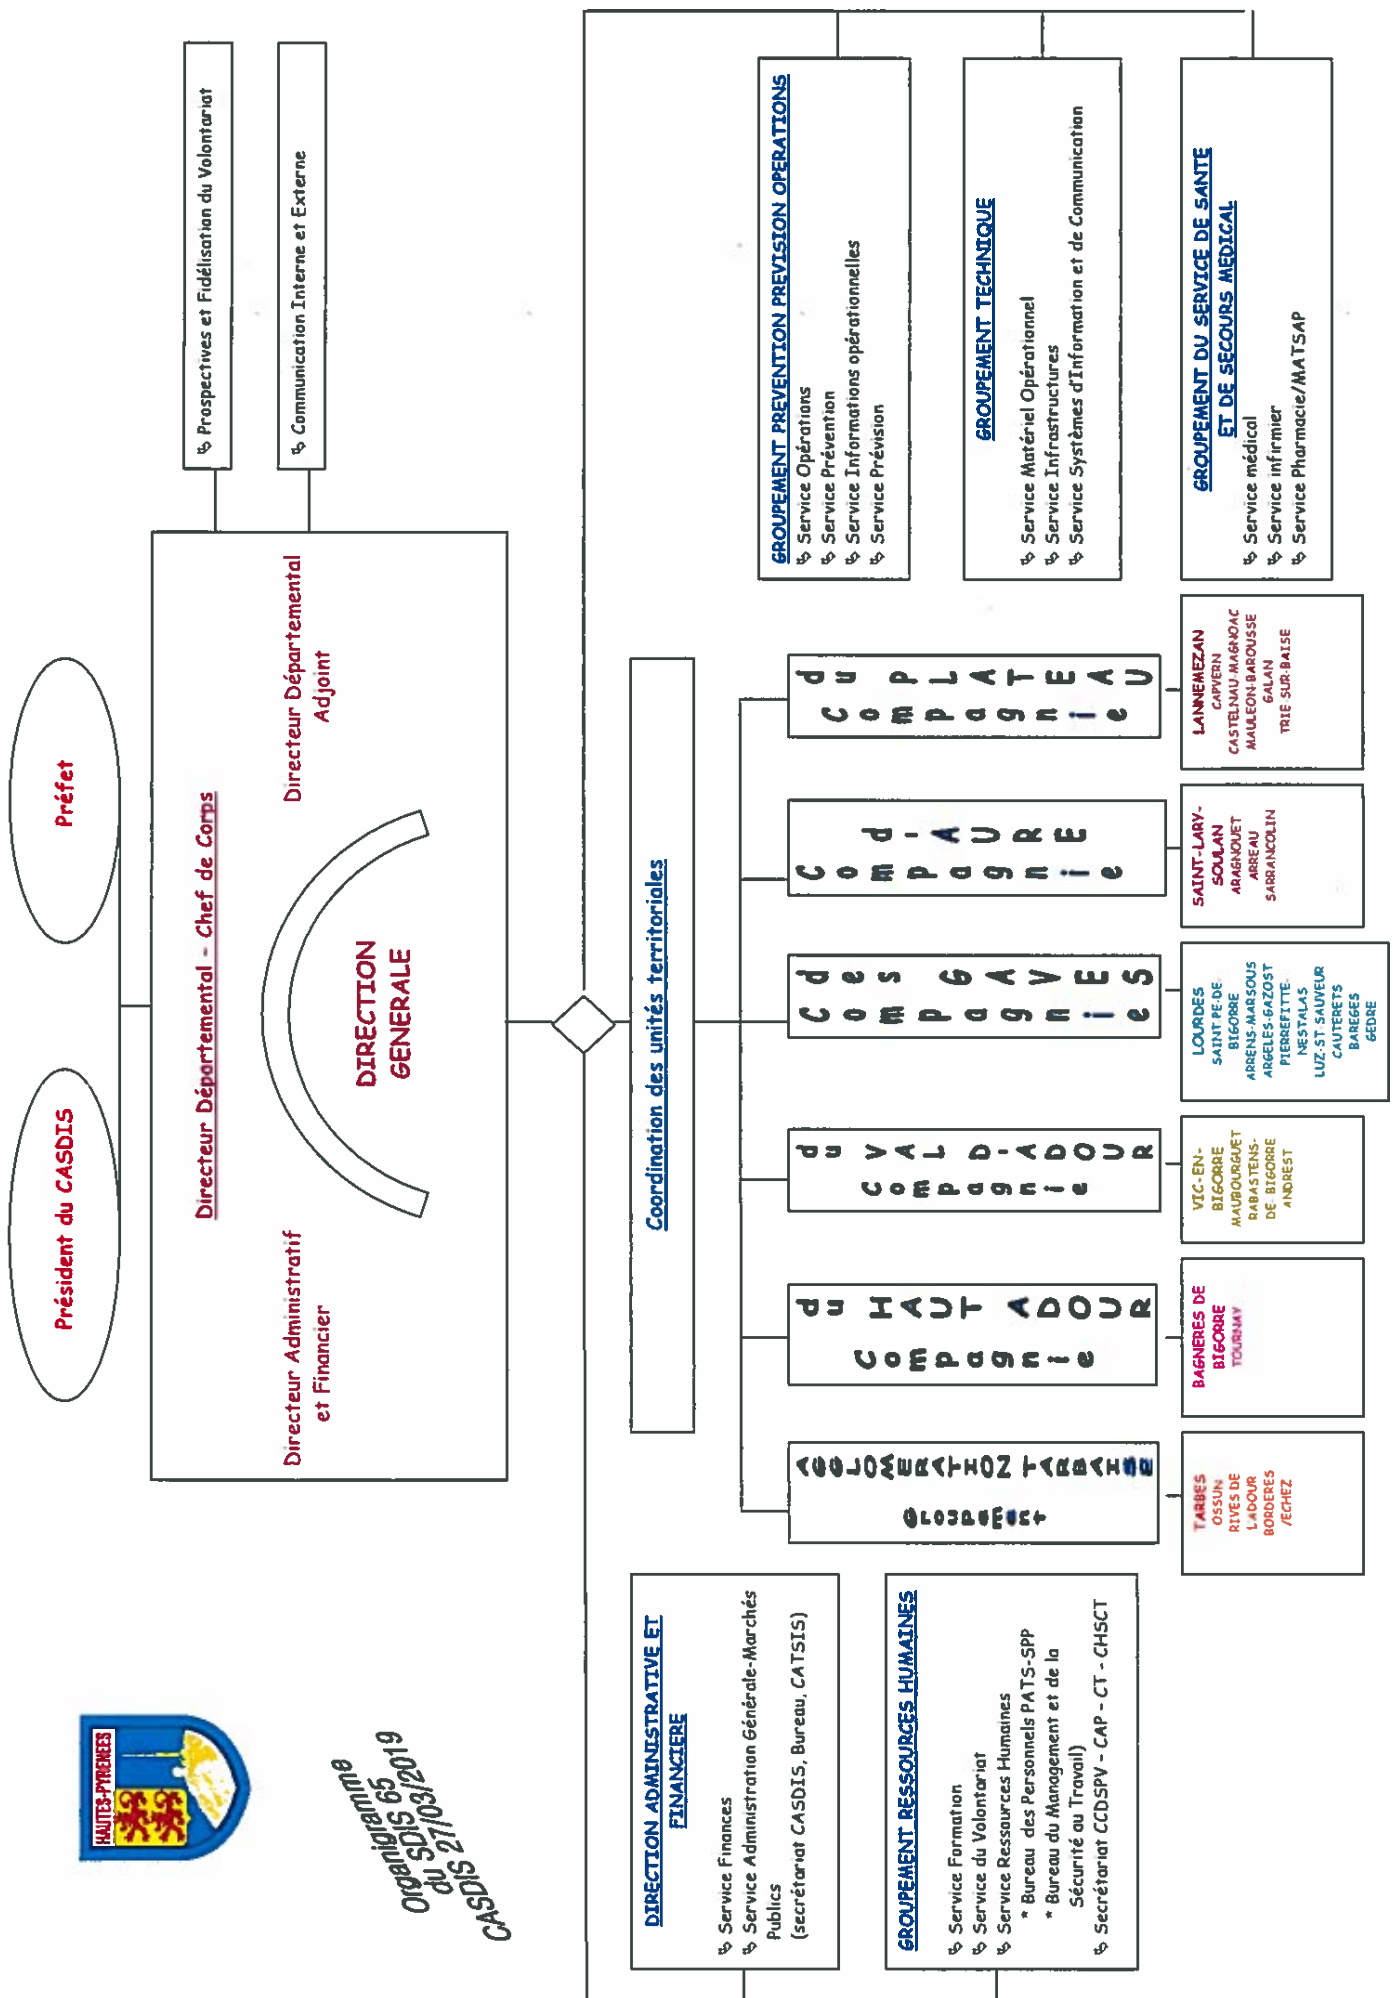 HAUTES-PYRENEES
Organigramme
du SDIS 65
CASDIS 27/03/2019
Président du CASDIS
Préfet
Directeur Départemental - Chef de Corps
Directeur Administratif
et Financier
Directeur Départemental
Adjoint
DIRECTION
GENERALE
↳ Prospectives et Fidélisation du Volontariat
↳ Communication Interne et Externe
DIRECTION ADMINISTRATIVE ET
FINANCIERE
↳ Service Finances
↳ Service Administration Générale-Marchés
Publics
(secrétariat CASDIS, Bureau, CATSIS)
GROUPEMENT RESSOURCES HUMAINES
↳ Service Formation
↳ Service du Volontariat
↳ Service Ressources Humaines
* Bureau des Personnels PATS-SPP
* Bureau du Management et de la
Sécurité au Travail)
↳ Secrétariat CCDSPV - CAP - CT - CHSCT
Coordination des unités territoriales
Groupement
AGGLOMERATION TARBAISE
TARBES
OSSUN
RIVES DE
L'ADOUR
BORDERES
/ECHEZ
Compagnie
du HAUT ADOUR
BAGNERES DE
BIGORRE
TOURNAY
Compagnie
du VAL D-ADOUR
VIC-EN-
BIGORRE
MAUBOURGUET
RABASTENS-
DE-BIGORRE
ANDREST
Compagnies
des GAVES
LOURDES
SAINT-PE-DE-
BIGORRE
ARRENS-MARSOUS
ARGELES-GAZOST
PIERREFITTE-
NESTALAS
LUZ-ST-SAUVEUR
CAUTERETS
BAREGES
GEDRE
Compagnie
d-AURE
SAINT-LARY-
SOULAN
ARAGNOUET
ARREAU
SARRANCOLIN
Compagnie
du PLATEAU
LANNEMEZAN
CAPVERN
CASTELNAU-MAGNOAC
MAULEON-BAROUSSE
GALAN
TRIE-SUR-BAISE
GROUPEMENT PREVENTION PREVISION OPERATIONS
↳ Service Opérations
↳ Service Prévention
↳ Service Informations opérationnelles
↳ Service Prévision
GROUPEMENT TECHNIQUE
↳ Service Matériel Opérationnel
↳ Service Infrastructures
↳ Service Systèmes d'Information et de Communication
GROUPEMENT DU SERVICE DE SANTE
ET DE SECOURS MEDICAL
↳ Service médical
↳ Service infirmier
↳ Service Pharmacie/MATSAP